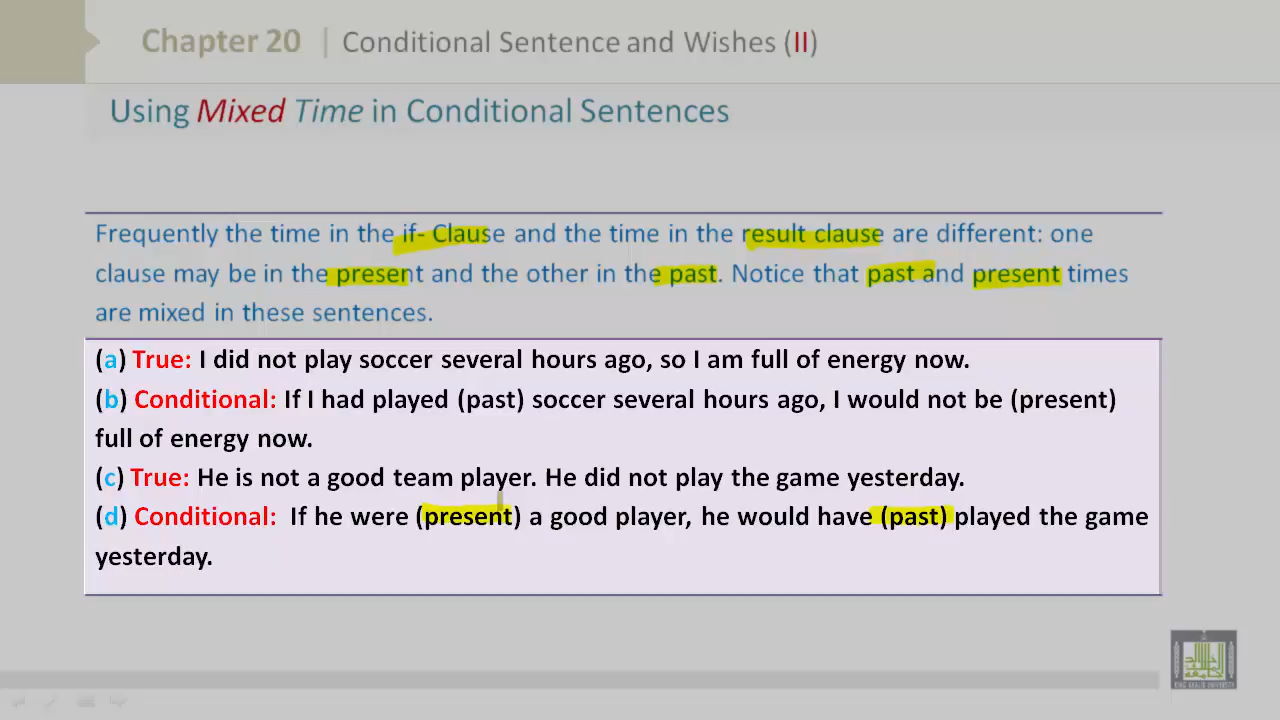 Chapter 20 | Conditional Sentence and Wishes (II)
Using Mixed Time in Conditional Sentences
Frequently the time in the if- Clause and the time in the result clause are different: one
clause may be in the present and the other in the past. Notice that past and present times
are mixed in these sentences.
(a) True: I did not play soccer several hours ago, so I am full of energy now.
(b) Conditional: If I had played (past) soccer several hours ago, I would not be (present)
full of energy now.
(c) True: He is not a good team player. He did not play the game yesterday.
(d) Conditional: If he were (present) a good player, he would have (past) played the game
yesterday.
KING KHALID UNIVERSITY